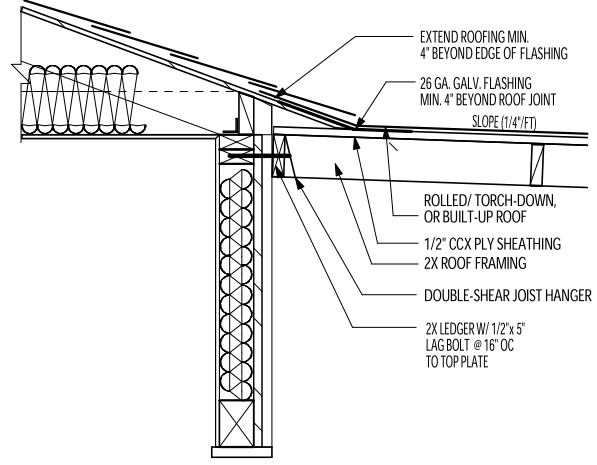 EXTEND ROOFING MIN.
4" BEYOND EDGE OF FLASHING
26 GA. GALV. FLASHING
MIN. 4" BEYOND ROOF JOINT
SLOPE (1/4"/FT)
ROLLED/ TORCH-DOWN,
OR BUILT-UP ROOF
1/2" CCX PLY SHEATHING
2X ROOF FRAMING
DOUBLE-SHEAR JOIST HANGER
2X LEDGER W/ 1/2"x 5"
LAG BOLT @ 16" OC
TO TOP PLATE